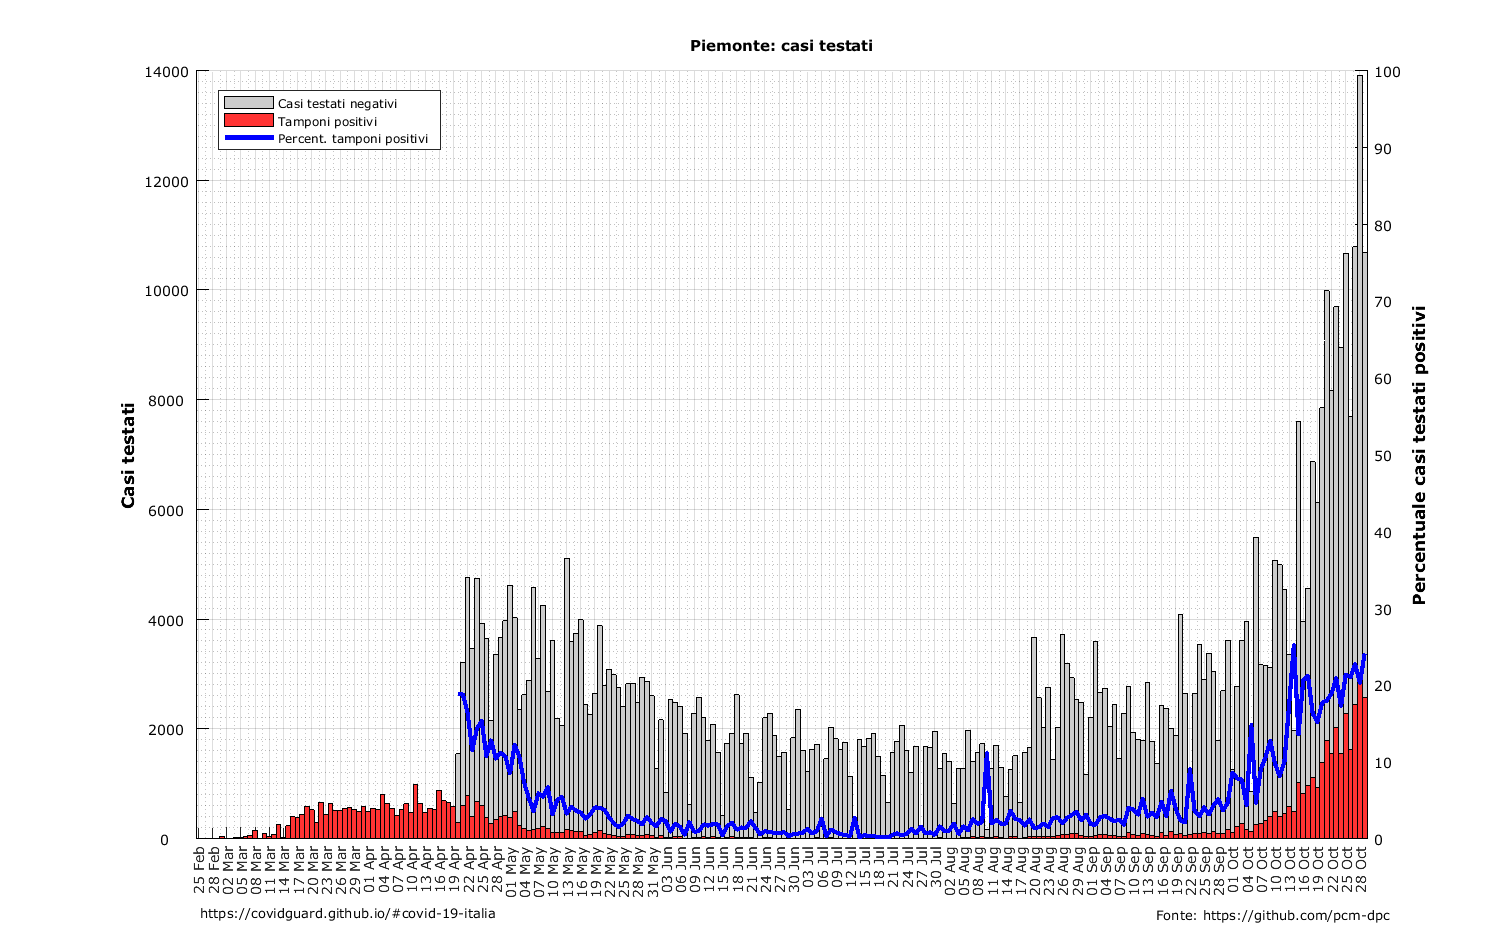 Piemonte: casi testati
14000
12000
10000
8000
6000
4000
2000
0
Casi testati
Casi testati negativi
Tamponi positivi
Percent. tamponi positivi
100
90
80
70
60
50
40
30
20
10
0
Percentuale casi testati positivi
25 Feb
28 Feb
02 Mar
05 Mar
08 Mar
11 Mar
14 Mar
17 Mar
20 Mar
23 Mar
26 Mar
29 Mar
01 Apr
04 Apr
07 Apr
10 Apr
13 Apr
16 Apr
19 Apr
22 Apr
25 Apr
28 Apr
01 May
04 May
07 May
10 May
13 May
16 May
19 May
22 May
25 May
28 May
31 May
03 Jun
06 Jun
09 Jun
12 Jun
15 Jun
18 Jun
21 Jun
24 Jun
27 Jun
30 Jun
03 Jul
06 Jul
09 Jul
12 Jul
15 Jul
18 Jul
21 Jul
24 Jul
27 Jul
30 Jul
02 Aug
05 Aug
08 Aug
11 Aug
14 Aug
17 Aug
20 Aug
23 Aug
26 Aug
29 Aug
01 Sep
04 Sep
07 Sep
10 Sep
13 Sep
16 Sep
19 Sep
22 Sep
25 Sep
28 Sep
01 Oct
04 Oct
07 Oct
10 Oct
13 Oct
16 Oct
19 Oct
22 Oct
25 Oct
28 Oct
https://covidguard.github.io/#covid-19-italia
Fonte: https://github.com/pcm-dpc